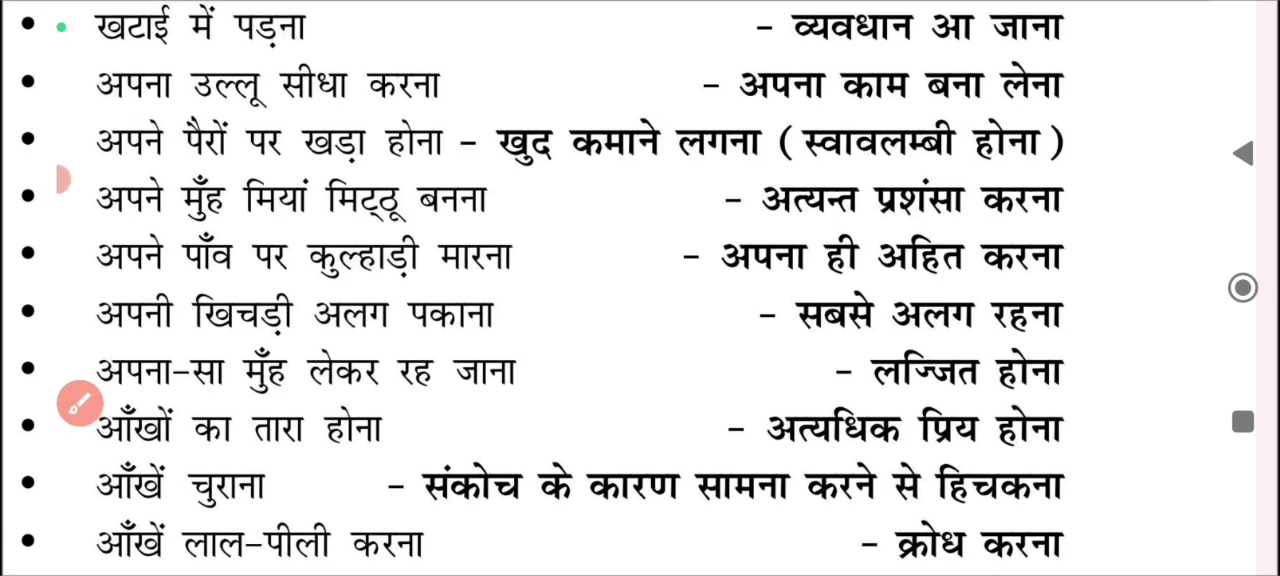 • खटाई में पड़ना - व्यवधान आ जाना
• अपना उल्लू सीधा करना - अपना काम बना लेना
• अपने पैरों पर खड़ा होना - खुद कमाने लगना (स्वावलम्बी होना)
• अपने मुँह मियां मिट्ठू बनना - अत्यन्त प्रशंसा करना
• अपने पाँव पर कुल्हाड़ी मारना - अपना ही अहित करना
• अपनी खिचड़ी अलग पकाना - सबसे अलग रहना
• अपना-सा मुँह लेकर रह जाना - लज्जित होना
• आँखों का तारा होना - अत्यधिक प्रिय होना
• आँखें चुराना - संकोच के कारण सामना करने से हिचकना
• आँखें लाल-पीली करना - क्रोध करना